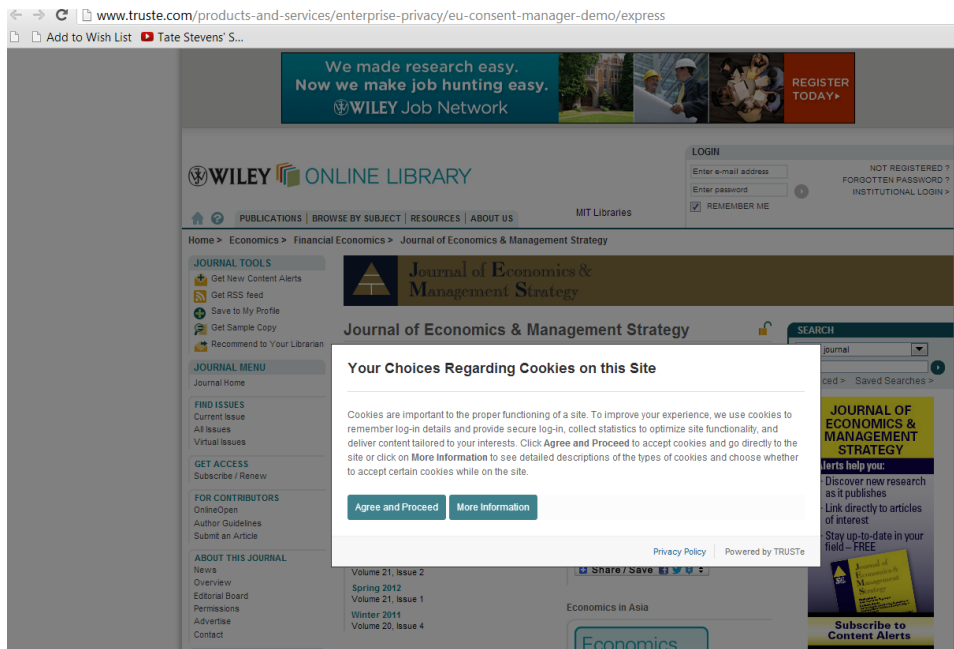 www.truste.com/products-and-services/enterprise-privacy/eu-consent-manager-demo/express
Add to Wish List
Tate Stevens' S...
We made research easy.
Now we make job hunting easy.
WILEY Job Network
REGISTER
TODAY
WILEY ONLINE LIBRARY
LOGIN
Enter e-mail address
Enter password
REMEMBER ME
NOT REGISTERED ?
FORGOTTEN PASSWORD ?
INSTITUTIONAL LOGIN >
PUBLICATIONS | BROWSE BY SUBJECT | RESOURCES | ABOUT US
MIT Libraries
Home > Economics > Financial Economics > Journal of Economics & Management Strategy
JOURNAL TOOLS
Get New Content Alerts
Get RSS feed
Save to My Profile
Get Sample Copy
Recommend to Your Librarian
JOURNAL MENU
Journal Home
FIND ISSUES
Current Issue
All Issues
Virtual Issues
GET ACCESS
Subscribe / Renew
FOR CONTRIBUTORS
OnlineOpen
Author Guidelines
Submit an Article
ABOUT THIS JOURNAL
News
Overview
Editorial Board
Permissions
Advertise
Contact
Journal of Economics &
Management Strategy
Journal of Economics & Management Strategy
Your Choices Regarding Cookies on this Site
Cookies are important to the proper functioning of a site. To improve your experience, we use cookies to
remember log-in details and provide secure log-in, collect statistics to optimize site functionality, and
deliver content tailored to your interests. Click Agree and Proceed to accept cookies and go directly to the
site or click on More Information to see detailed descriptions of the types of cookies and choose whether
to accept certain cookies while on the site.
Agree and Proceed
More Information
Privacy Policy
Powered by TRUSTe
Volume 21, Issue 2
Spring 2012
Volume 21, Issue 1
Winter 2011
Volume 20, Issue 4
Share / Save
Economics in Asia
Economics
SEARCH
journal
Saved Searches >
JOURNAL OF
ECONOMICS &
MANAGEMENT
STRATEGY
Alerts help you:
Discover new research
as it publishes
Link directly to articles
of interest
Stay up-to-date in your
field – FREE
Journal of
Economics &
Management
Strategy
Subscribe to
Content Alerts